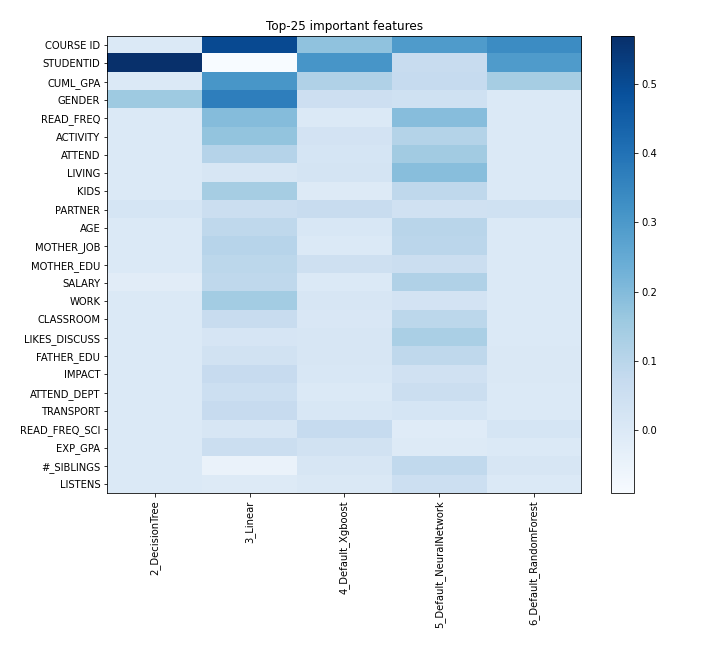 Top-25 important features
COURSE ID
STUDENTID
CUML_GPA
GENDER
READ_FREQ
ACTIVITY
ATTEND
LIVING
KIDS
PARTNER
AGE
MOTHER_JOB
MOTHER_EDU
SALARY
WORK
CLASSROOM
LIKES_DISCUSS
FATHER_EDU
IMPACT
ATTEND_DEPT
TRANSPORT
READ_FREQ_SCI
EXP_GPA
#_SIBLINGS
LISTENS
2_DecisionTree
3_Linear
4_Default_Xgboost
5_Default_NeuralNetwork
6_Default_RandomForest
0.5
0.4
0.3
0.2
0.1
0.0